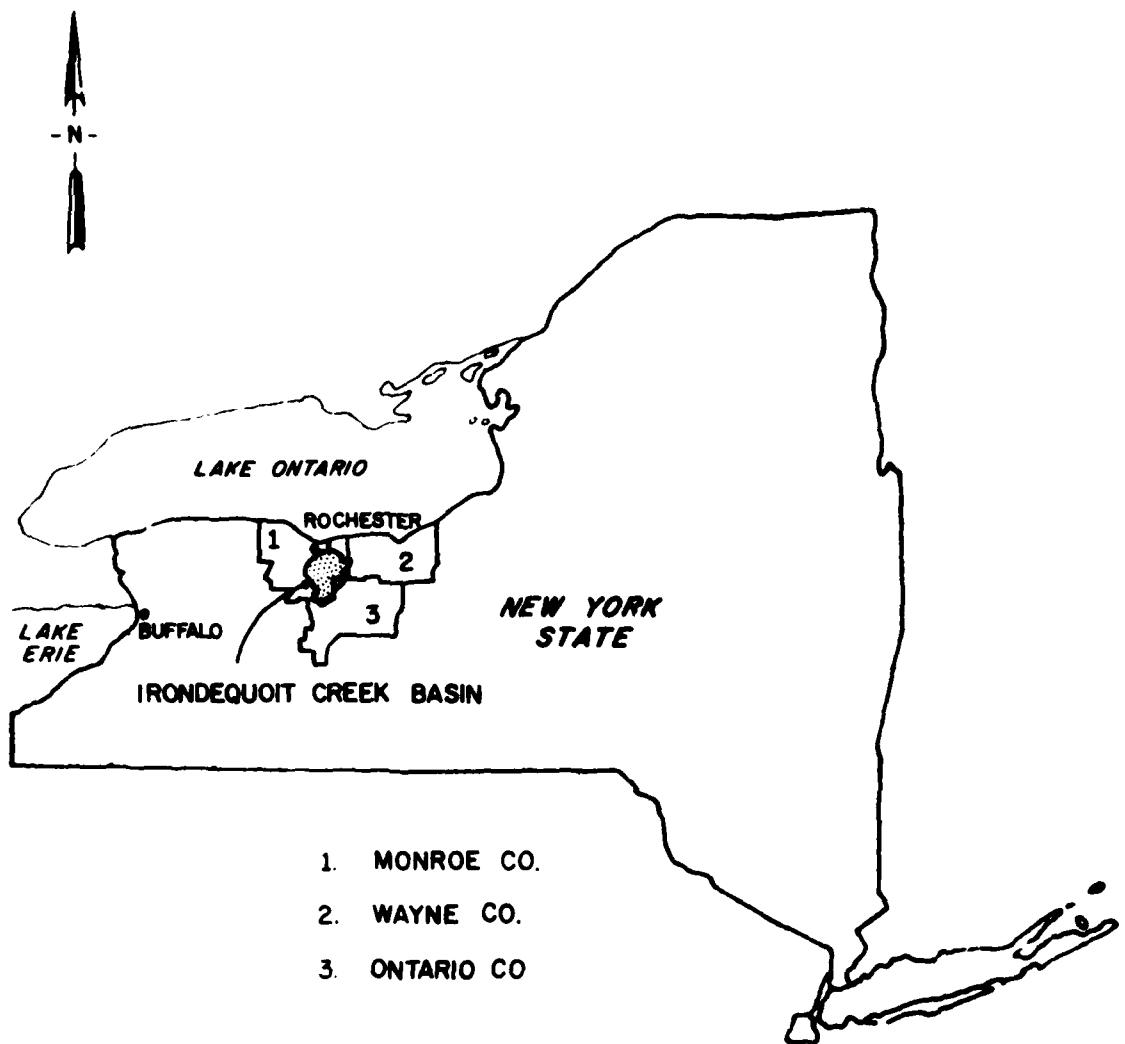 - N -
LAKE ONTARIO
ROCHESTER
1
2
3
NEW YORK
STATE
LAKE
ERIE
BUFFALO
IRONDEQUOIT CREEK BASIN
1. MONROE CO.
2. WAYNE CO.
3. ONTARIO CO